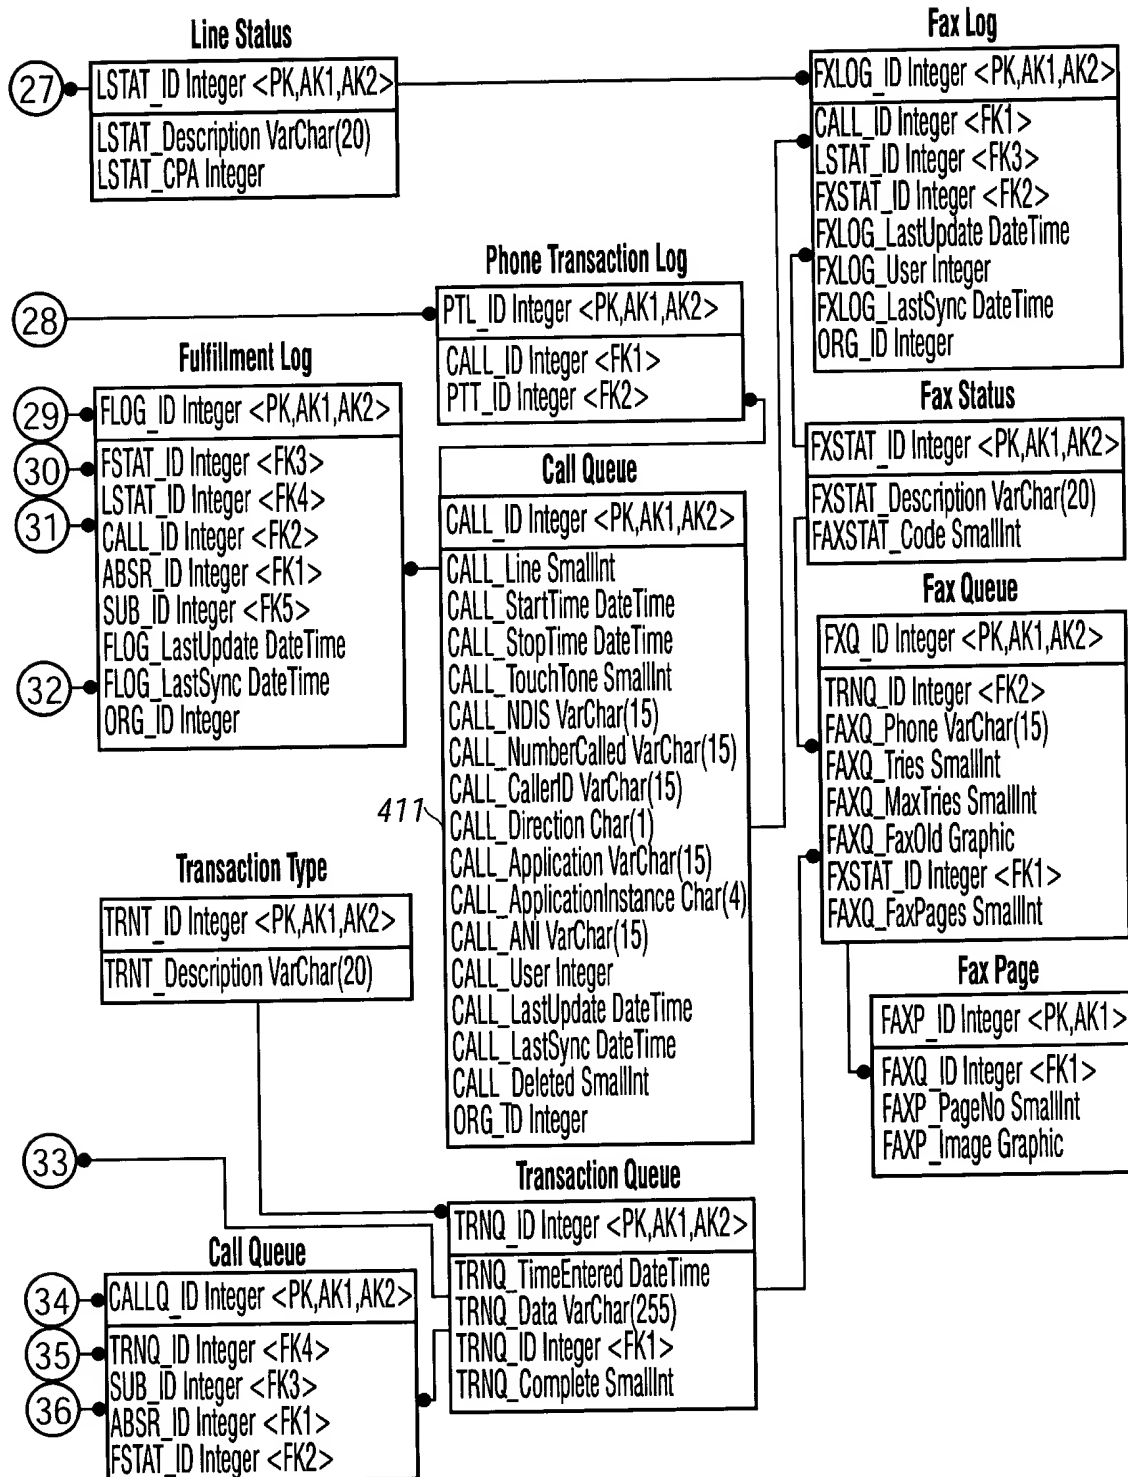 Line Status
27
LSTAT_ID Integer <PK,AK1,AK2>
LSTAT_Description VarChar(20)
LSTAT_CPA Integer
Fax Log
FXLOG_ID Integer <PK,AK1,AK2>
CALL_ID Integer <FK1>
LSTAT_ID Integer <FK3>
FXSTAT_ID Integer <FK2>
FXLOG_LastUpdate DateTime
FXLOG_User Integer
FXLOG_LastSync DateTime
ORG_ID Integer
Phone Transaction Log
28
PTL_ID Integer <PK,AK1,AK2>
CALL_ID Integer <FK1>
PTT_ID Integer <FK2>
Fulfillment Log
29
FLOG_ID Integer <PK,AK1,AK2>
30
FSTAT_ID Integer <FK3>
LSTAT_ID Integer <FK4>
31
CALL_ID Integer <FK2>
ABSR_ID Integer <FK1>
SUB_ID Integer <FK5>
FLOG_LastUpdate DateTime
32
FLOG_LastSync DateTime
ORG_ID Integer
Fax Status
FXSTAT_ID Integer <PK,AK1,AK2>
FXSTAT_Description VarChar(20)
FAXSTAT_Code SmallInt
Call Queue
CALL_ID Integer <PK,AK1,AK2>
CALL_Line SmallInt
CALL_StartTime DateTime
CALL_StopTime DateTime
CALL_TouchTone SmallInt
CALL_NDIS VarChar(15)
CALL_NumberCalled VarChar(15)
CALL_CallerID VarChar(15)
411
CALL_Direction Char(1)
CALL_Application VarChar(15)
CALL_ApplicationInstance Char(4)
CALL_ANI VarChar(15)
CALL_User Integer
CALL_LastUpdate DateTime
CALL_LastSync DateTime
CALL_Deleted SmallInt
ORG_TD Integer
Fax Queue
FXQ_ID Integer <PK,AK1,AK2>
TRNQ_ID Integer <FK2>
FAXQ_Phone VarChar(15)
FAXQ_Tries SmallInt
FAXQ_MaxTries SmallInt
FAXQ_FaxOld Graphic
FXSTAT_ID Integer <FK1>
FAXQ_FaxPages SmallInt
Transaction Type
TRNT_ID Integer <PK,AK1,AK2>
TRNT_Description VarChar(20)
Fax Page
FAXP_ID Integer <PK,AK1>
FAXQ_ID Integer <FK1>
FAXP_PageNo SmallInt
FAXP_Image Graphic
33
Transaction Queue
TRNQ_ID Integer <PK,AK1,AK2>
TRNQ_TimeEntered DateTime
TRNQ_Data VarChar(255)
TRNQ_ID Integer <FK1>
TRNQ_Complete SmallInt
Call Queue
34
CALLQ_ID Integer <PK,AK1,AK2>
35
TRNQ_ID Integer <FK4>
SUB_ID Integer <FK3>
36
ABSR_ID Integer <FK1>
FSTAT_ID Integer <FK2>